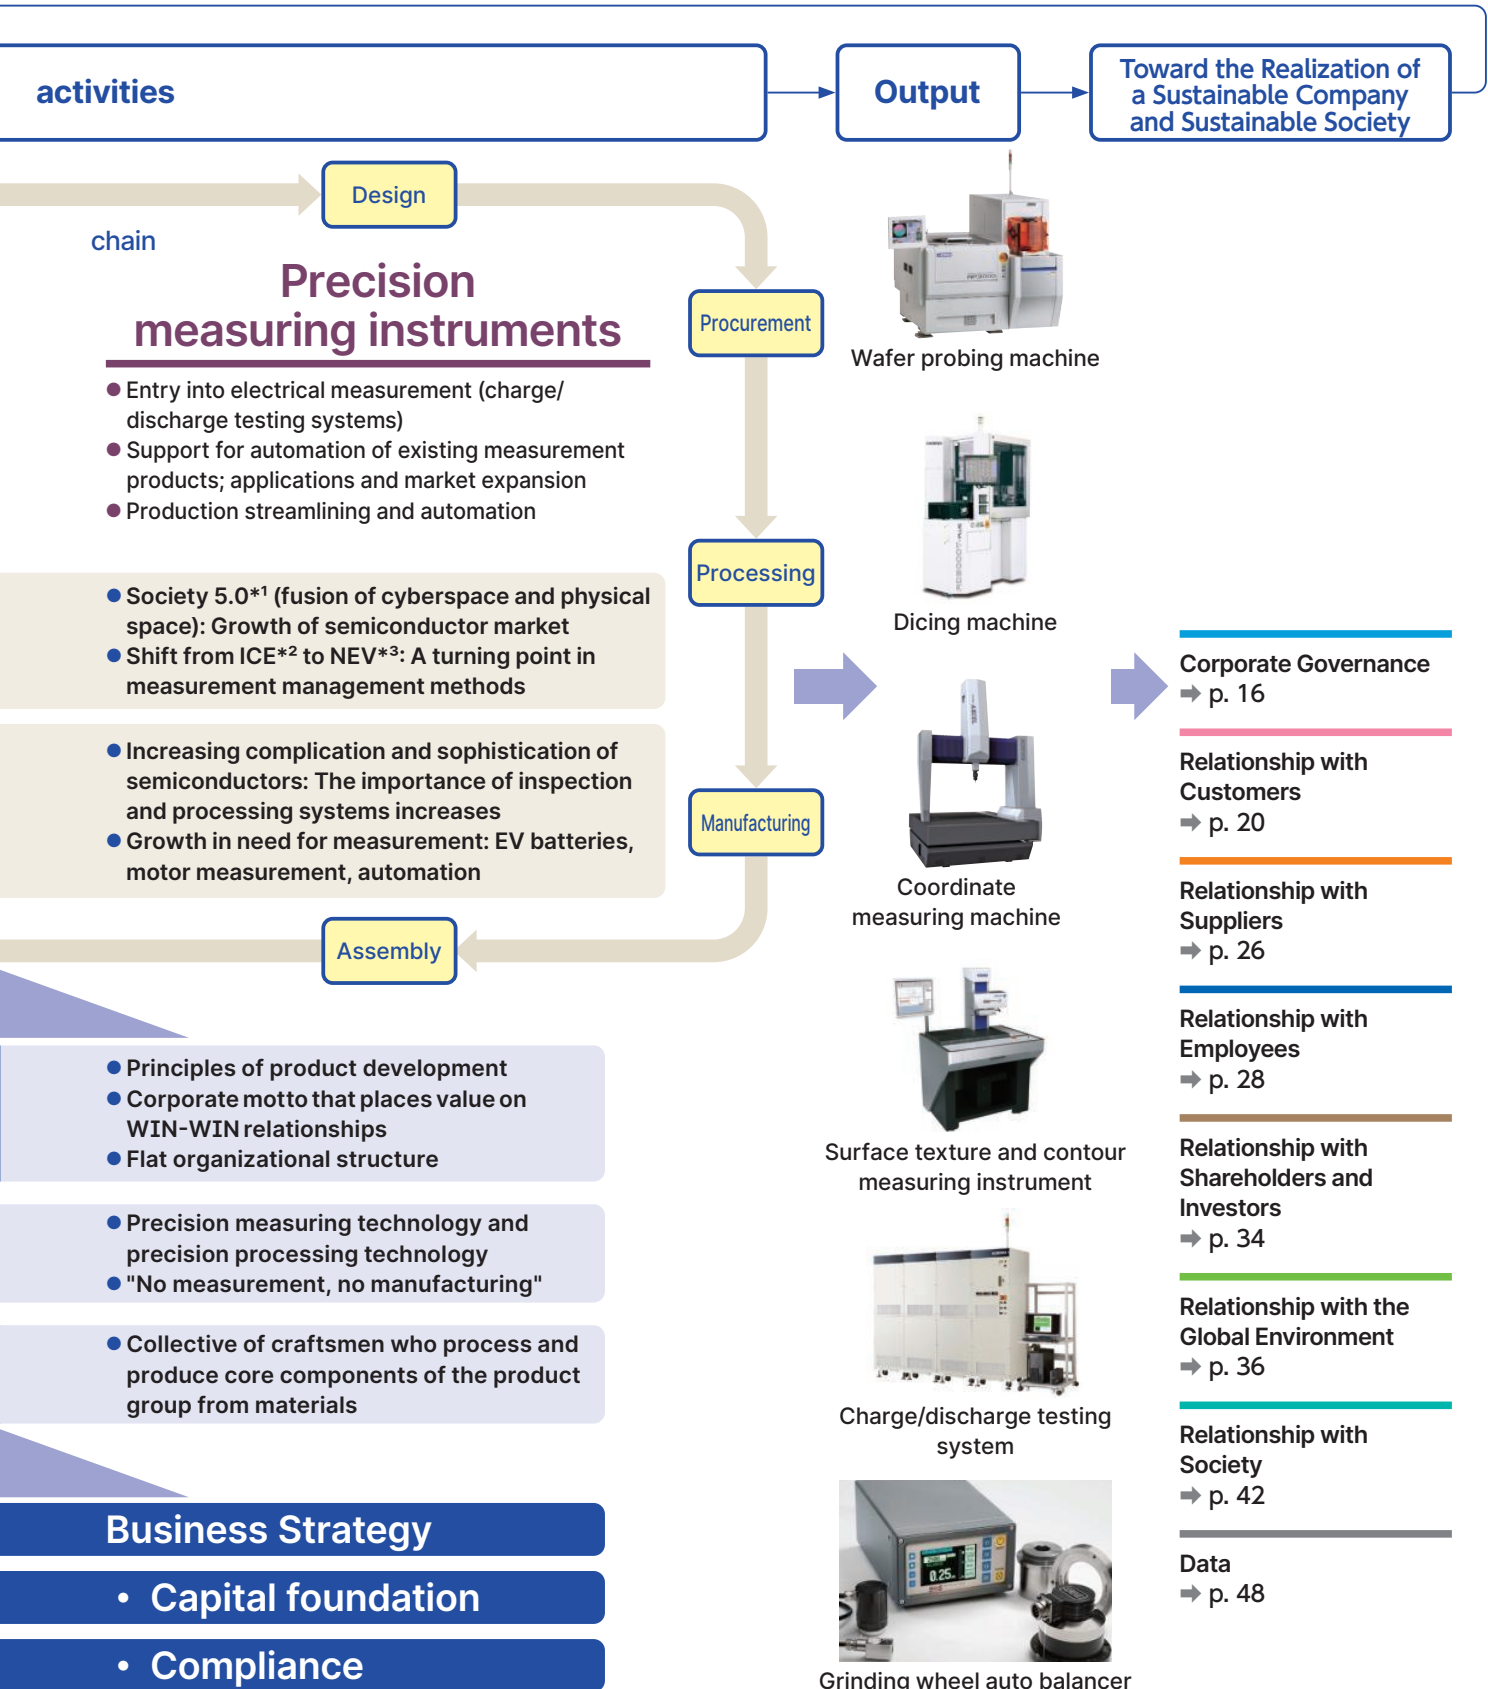 activities
Output
Toward the Realization of
a Sustainable Company
and Sustainable Society
Design
chain
Precision
measuring instruments
● Entry into electrical measurement (charge/
discharge testing systems)
● Support for automation of existing measurement
products; applications and market expansion
● Production streamlining and automation
Procurement
Processing
● Society 5.0*¹ (fusion of cyberspace and physical
space): Growth of semiconductor market
● Shift from ICE*² to NEV*³: A turning point in
measurement management methods
● Increasing complication and sophistication of
semiconductors: The importance of inspection
and processing systems increases
● Growth in need for measurement: EV batteries,
motor measurement, automation
Manufacturing
Assembly
● Principles of product development
● Corporate motto that places value on
WIN-WIN relationships
● Flat organizational structure
● Precision measuring technology and
precision processing technology
● "No measurement, no manufacturing"
● Collective of craftsmen who process and
produce core components of the product
group from materials
Business Strategy
• Capital foundation
• Compliance
Wafer probing machine
Dicing machine
Coordinate
measuring machine
Surface texture and contour
measuring instrument
Charge/discharge testing
system
0.25
Grinding wheel auto balancer
Corporate Governance
➡ p. 16
Relationship with
Customers
➡ p. 20
Relationship with
Suppliers
➡ p. 26
Relationship with
Employees
➡ p. 28
Relationship with
Shareholders and
Investors
➡ p. 34
Relationship with the
Global Environment
➡ p. 36
Relationship with
Society
➡ p. 42
Data
➡ p. 48